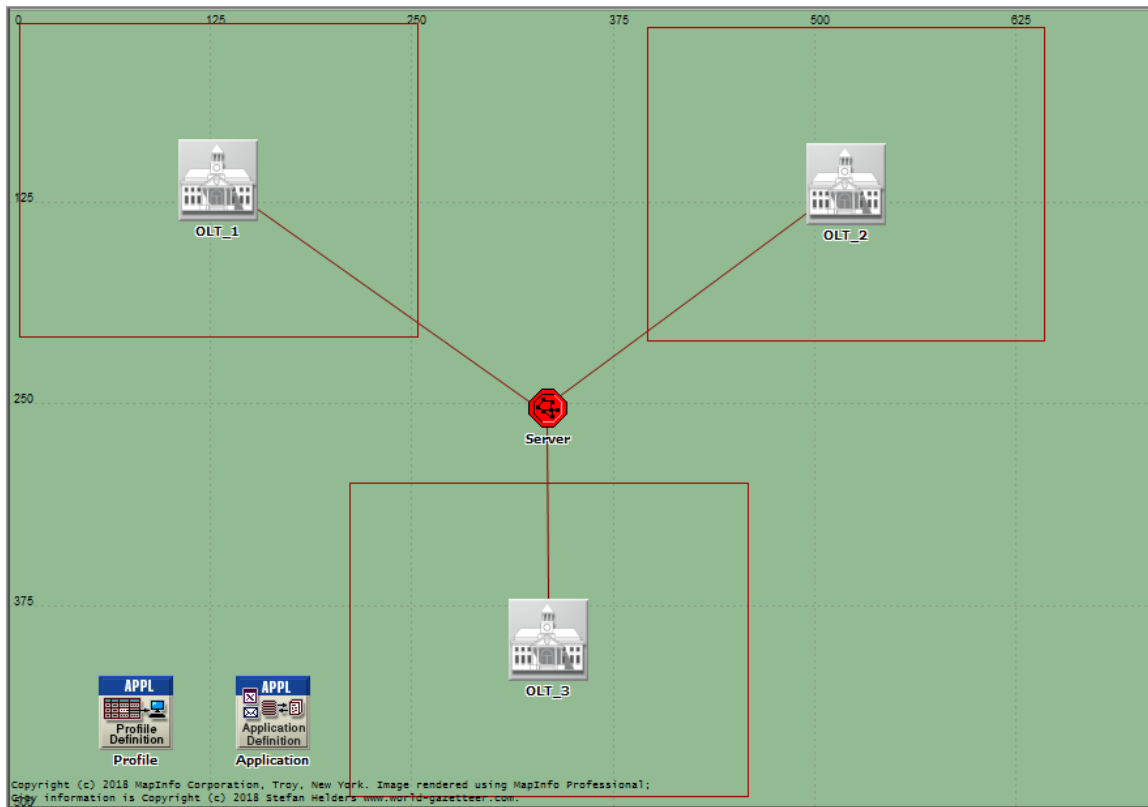 0 125 250 375 500 625
OLT_1
OLT_2
125
250
Server
375
OLT_3
APPL
Profiile
Definition
Profile
APPL
Application
Definition
Application
Copyright (c) 2018 MapInfo Corporation, Troy, New York. Image rendered using MapInfo Professional;
City information is Copyright (c) 2018 Stefan Helders www.world-gazetteer.com.